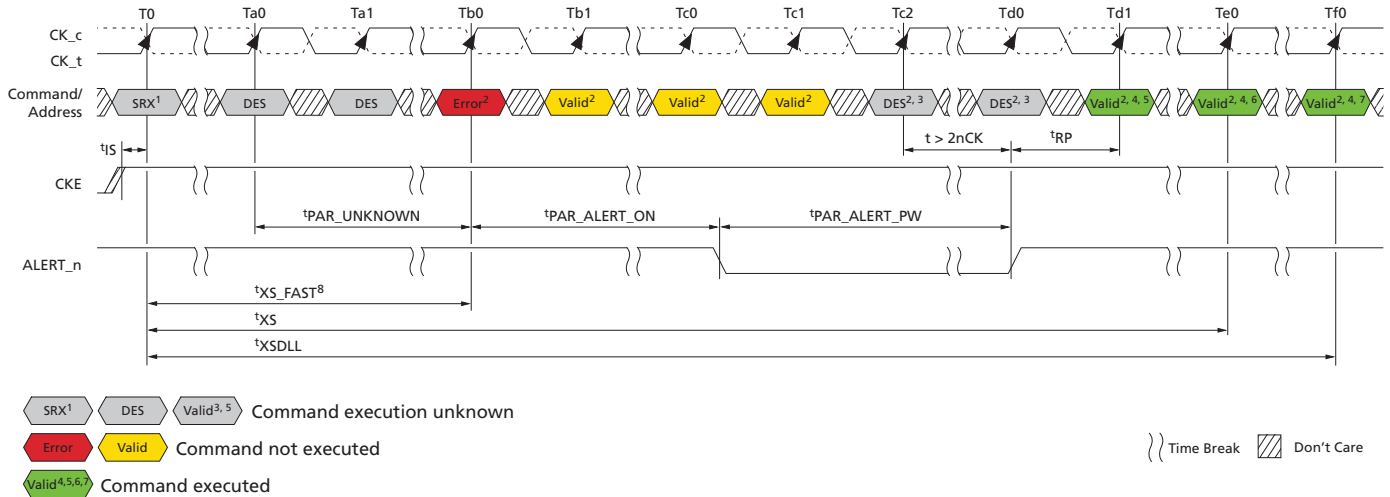 T0 Ta0 Ta1 Tb0 Tb1 Tc0 Tc1 Tc2 Td0 Td1 Te0 Tf0
CK_c
CK_t
Command/
Address
SRX1 DES DES Error2 Valid2 Valid2 Valid2 DES2, 3 DES2, 3 Valid2, 4, 5 Valid2, 4, 6 Valid2, 4, 7
tIS
t > 2nCK
tRP
CKE
tPAR_UNKNOWN tPAR_ALERT_ON tPAR_ALERT_PW
ALERT_n
tXS_FAST8
tXS
tXSDLL
SRX1 DES Valid3, 5 Command execution unknown
Error Valid Command not executed
Valid4,5,6,7 Command executed
Time Break Don't Care